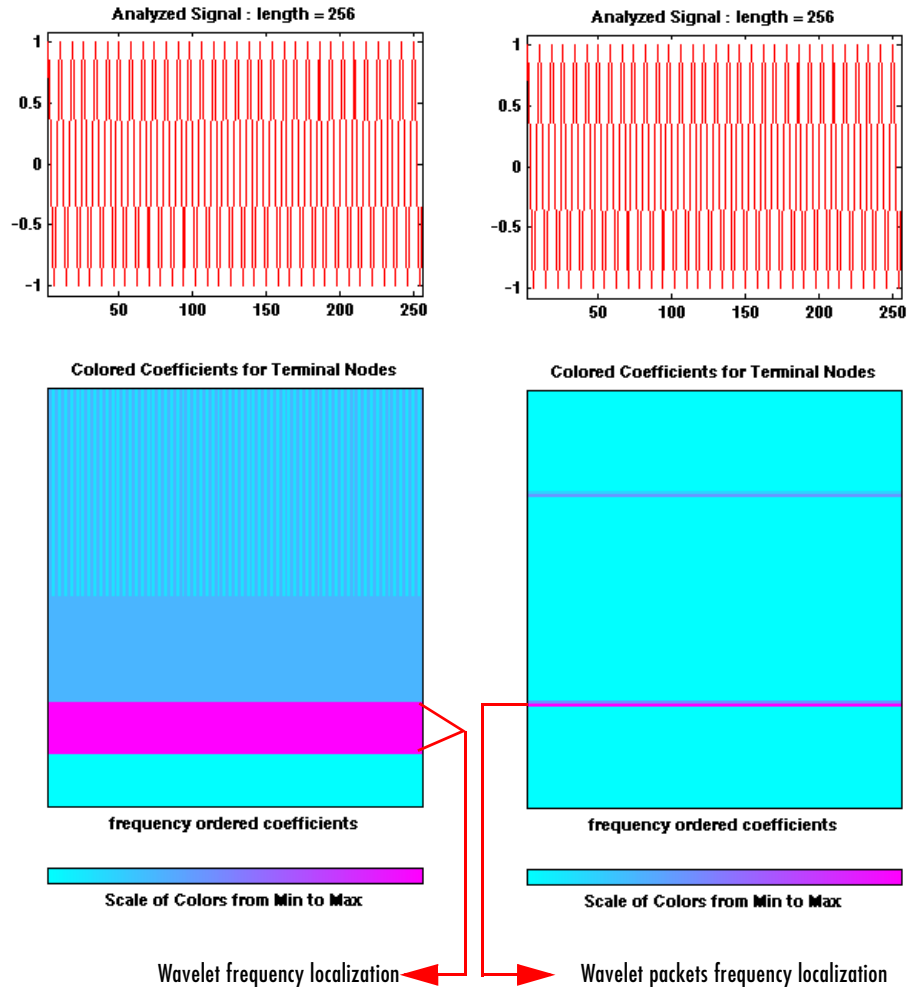 Analyzed Signal : length = 256
1
0.5
0
-0.5
-1
50 100 150 200 250
Analyzed Signal : length = 256
1
0.5
0
-0.5
-1
50 100 150 200 250
Colored Coefficients for Terminal Nodes
frequency ordered coefficients
Scale of Colors from Min to Max
Colored Coefficients for Terminal Nodes
frequency ordered coefficients
Scale of Colors from Min to Max
Wavelet frequency localization
Wavelet packets frequency localization